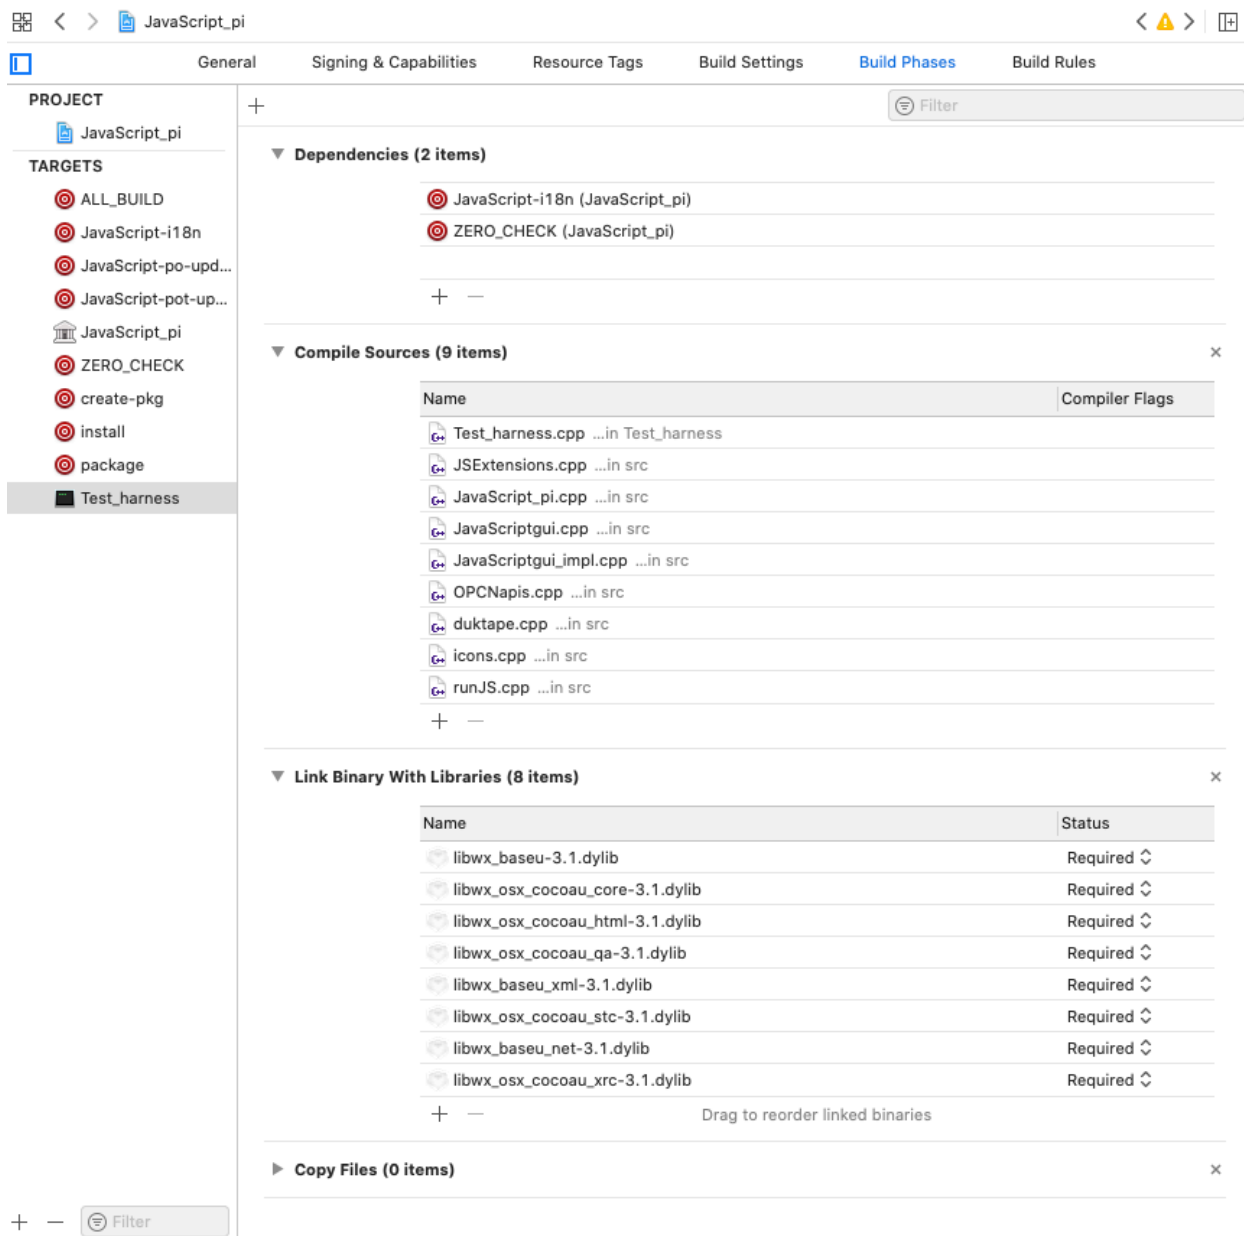 JavaScript_pi
General Signing & Capabilities Resource Tags Build Settings Build Phases Build Rules
PROJECT
JavaScript_pi
TARGETS
ALL_BUILD
JavaScript-i18n
JavaScript-po-upd...
JavaScript-pot-up...
JavaScript_pi
ZERO_CHECK
create-pkg
install
package
Test_harness
Filter
Filter
Dependencies (2 items)
JavaScript-i18n (JavaScript_pi)
ZERO_CHECK (JavaScript_pi)
Compile Sources (9 items)
Name Compiler Flags
Test_harness.cpp ...in Test_harness
JSExtensions.cpp ...in src
JavaScript_pi.cpp ...in src
JavaScriptgui.cpp ...in src
JavaScriptgui_impl.cpp ...in src
OPCNapis.cpp ...in src
duktape.cpp ...in src
icons.cpp ...in src
runJS.cpp ...in src
Link Binary With Libraries (8 items)
Name Status
libwx_baseu-3.1.dylib Required
libwx_osx_cocoau_core-3.1.dylib Required
libwx_osx_cocoau_html-3.1.dylib Required
libwx_osx_cocoau_qa-3.1.dylib Required
libwx_baseu_xml-3.1.dylib Required
libwx_osx_cocoau_stc-3.1.dylib Required
libwx_baseu_net-3.1.dylib Required
libwx_osx_cocoau_xrc-3.1.dylib Required
Drag to reorder linked binaries
Copy Files (0 items)